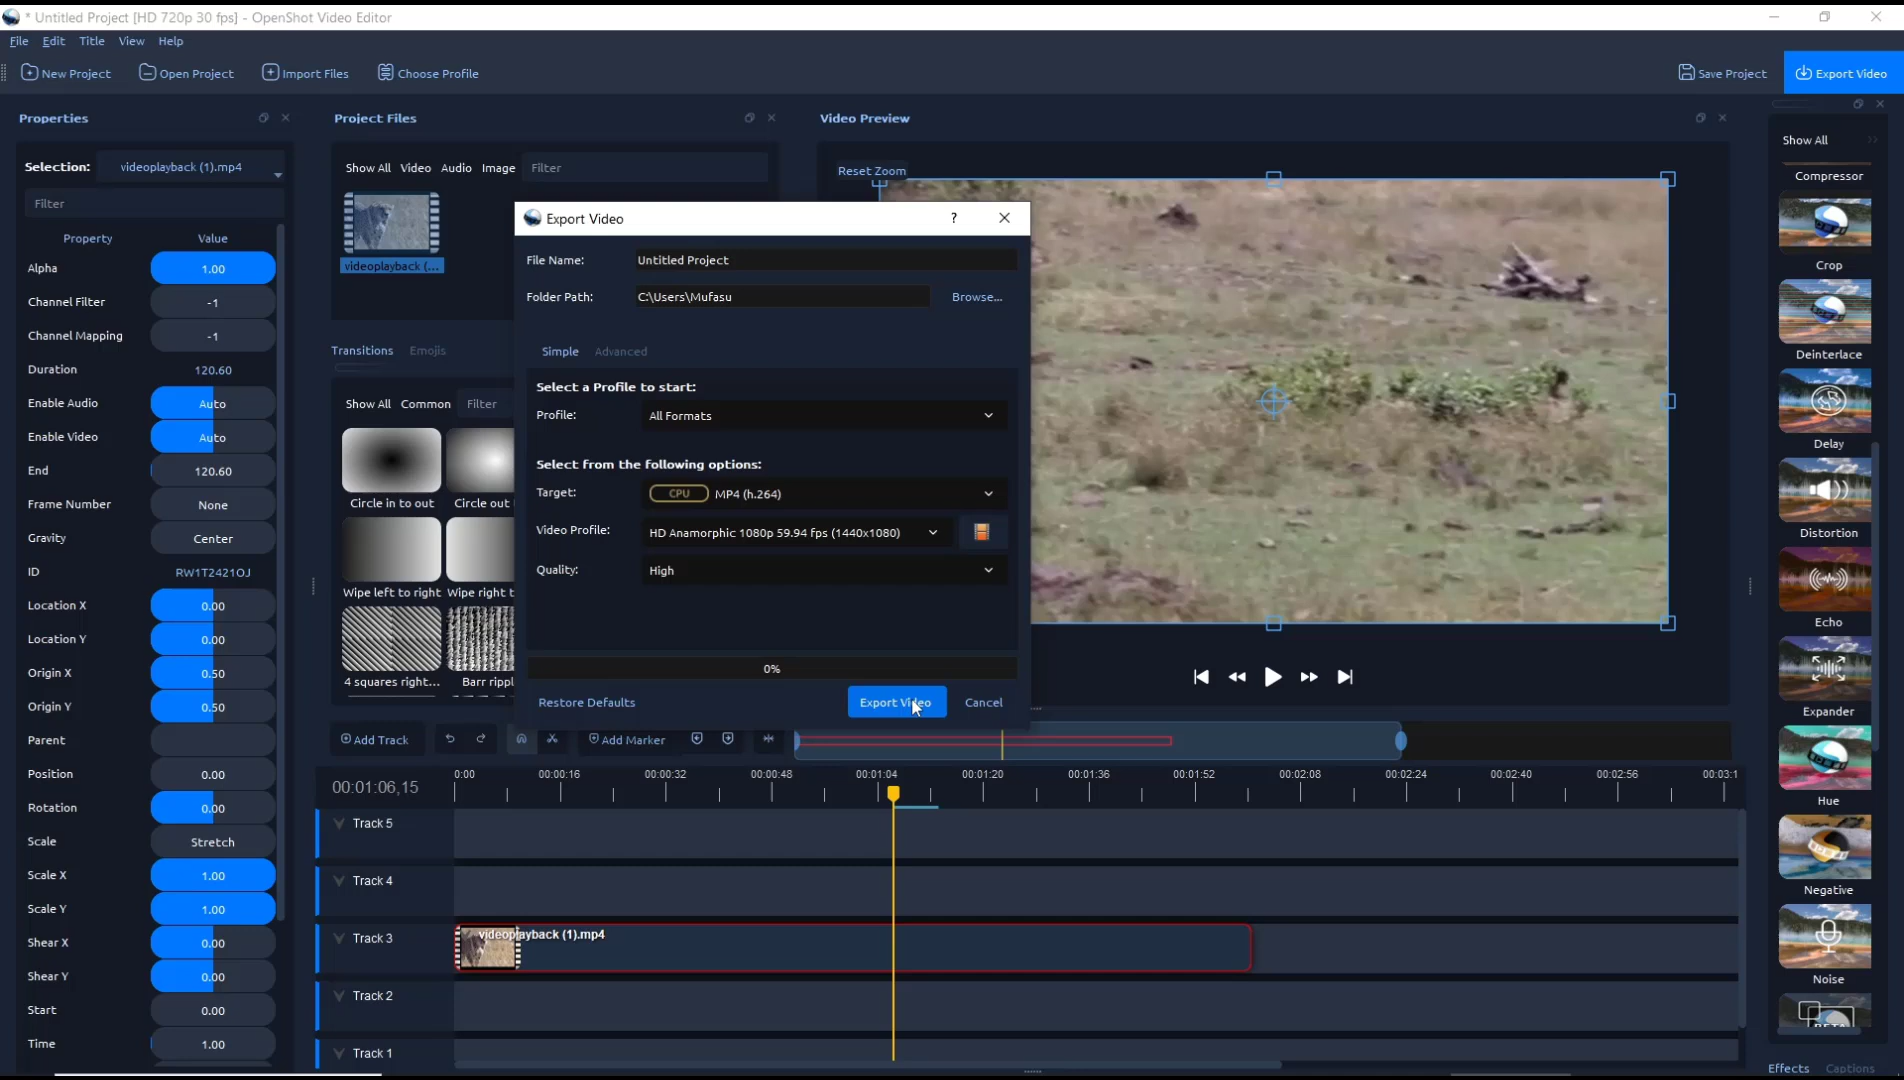 * Untitled Project [HD 720p 30 fps] - OpenShot Video Editor
File Edit Title View Help
New Project Open Project Import Files Choose Profile Save Project Export Video
Properties
Selection: videoplayback (1).mp4
Filter
Property Value
Alpha 1.00
Channel Filter -1
Channel Mapping -1
Duration 120.60
Enable Audio Auto
Enable Video Auto
End 120.60
Frame Number None
Gravity Center
ID RW1T2421OJ
Location X 0.00
Location Y 0.00
Origin X 0.50
Origin Y 0.50
Parent
Position 0.00
Rotation 0.00
Scale Stretch
Scale X 1.00
Scale Y 1.00
Shear X 0.00
Shear Y 0.00
Start 0.00
Time 1.00
Project Files
Show All Video Audio Image Filter
videoplayback (...
Transitions Emojis
Show All Common Filter
Circle in to out Circle out
Wipe left to right Wipe right t
4 squares right... Barr rippl
Export Video ?
File Name: Untitled Project
Folder Path: C:\Users\Mufasu Browse...
Simple Advanced
Select a Profile to start:
Profile: All Formats
Select from the following options:
Target: CPU MP4 (h.264)
Video Profile: HD Anamorphic 1080p 59.94 fps (1440x1080)
Quality: High
0%
Restore Defaults Export Video Cancel
Video Preview
Reset Zoom
Show All
Compressor
Crop
Deinterlace
Delay
Distortion
Echo
Expander
Hue
Negative
Noise
BETA
Effects Captions
Add Track Add Marker
00:01:06,15 0:00 00:00:16 00:00:32 00:00:48 00:01:04 00:01:20 00:01:36 00:01:52 00:02:08 00:02:24 00:02:40 00:02:56 00:03:1
Track 5
Track 4
Track 3 videoplayback (1).mp4
Track 2
Track 1